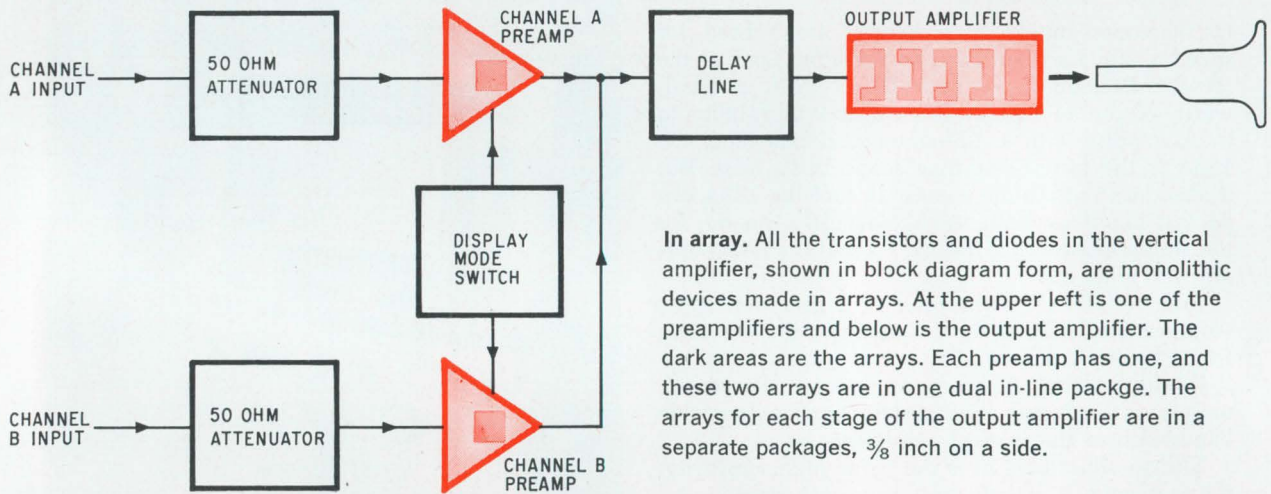 CHANNEL A PREAMP
OUTPUT AMPLIFIER
CHANNEL
A INPUT
50 OHM
ATTENUATOR
DELAY
LINE
DISPLAY
MODE
SWITCH
CHANNEL
B INPUT
50 OHM
ATTENUATOR
CHANNEL B
PREAMP
In array. All the transistors and diodes in the vertical
amplifier, shown in block diagram form, are monolithic
devices made in arrays. At the upper left is one of the
preamplifiers and below is the output amplifier. The
dark areas are the arrays. Each preamp has one, and
these two arrays are in one dual in-line packge. The
arrays for each stage of the output amplifier are in a
separate packages, ⅜ inch on a side.